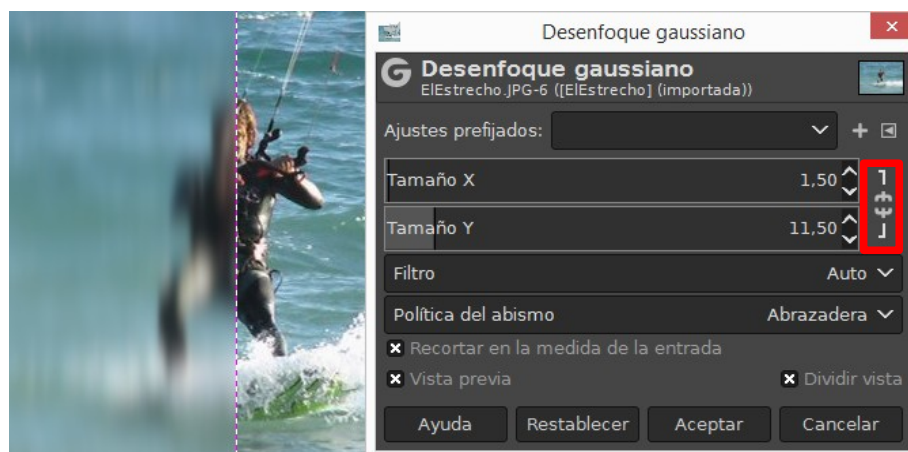 Desenfoque gaussiano
Desenfoque gaussiano
ElEstrecho.JPG-6 ([ElEstrecho] (importada))
Ajustes prefijados:
Tamaño X 1,50
Tamaño Y 11,50
Filtro Auto
Política del abismo Abrazadera
Recortar en la medida de la entrada
Vista previa Dividir vista
Ayuda Restablecer Aceptar Cancelar